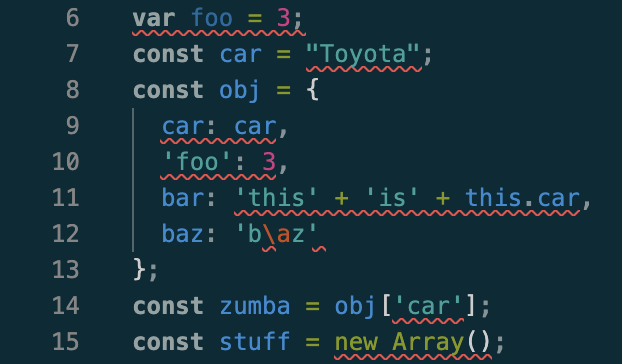 6 var foo = 3;
7 const car = "Toyota";
8 const obj = {
9   car: car,
10   'foo': 3,
11   bar: 'this' + 'is' + this.car,
12   baz: 'b\az'
13 };
14 const zumba = obj['car'];
15 const stuff = new Array();